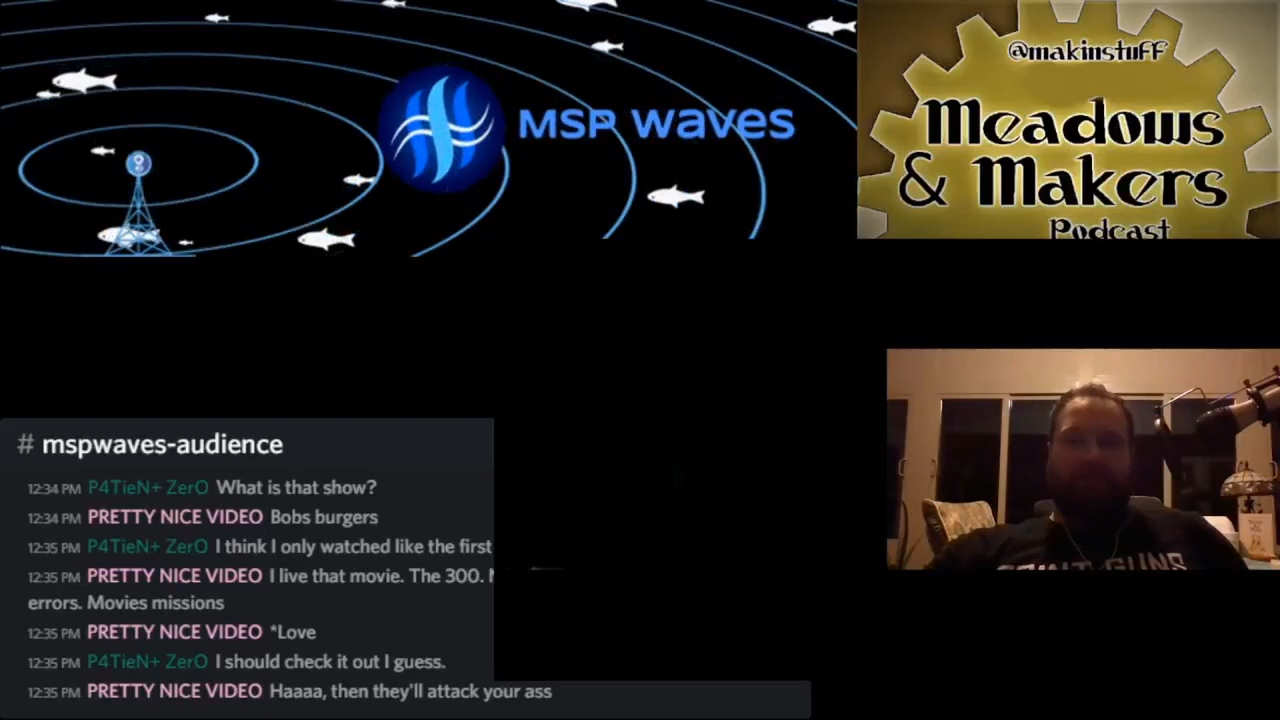 MSP WAVES
@makinstuff
Meadows
& Makers
Podcast
# mspwaves-audience
12:34 PM P4TieN+ ZerO What is that show?
12:34 PM PRETTY NICE VIDEO Bobs burgers
12:35 PM P4TieN+ ZerO I think I only watched like the first
12:35 PM PRETTY NICE VIDEO I live that movie. The 300.
errors. Movies missions
12:35 PM PRETTY NICE VIDEO *Love
12:35 PM P4TieN+ ZerO I should check it out I guess.
12:35 PM PRETTY NICE VIDEO Haaaa, then they'll attack your ass
GUNS